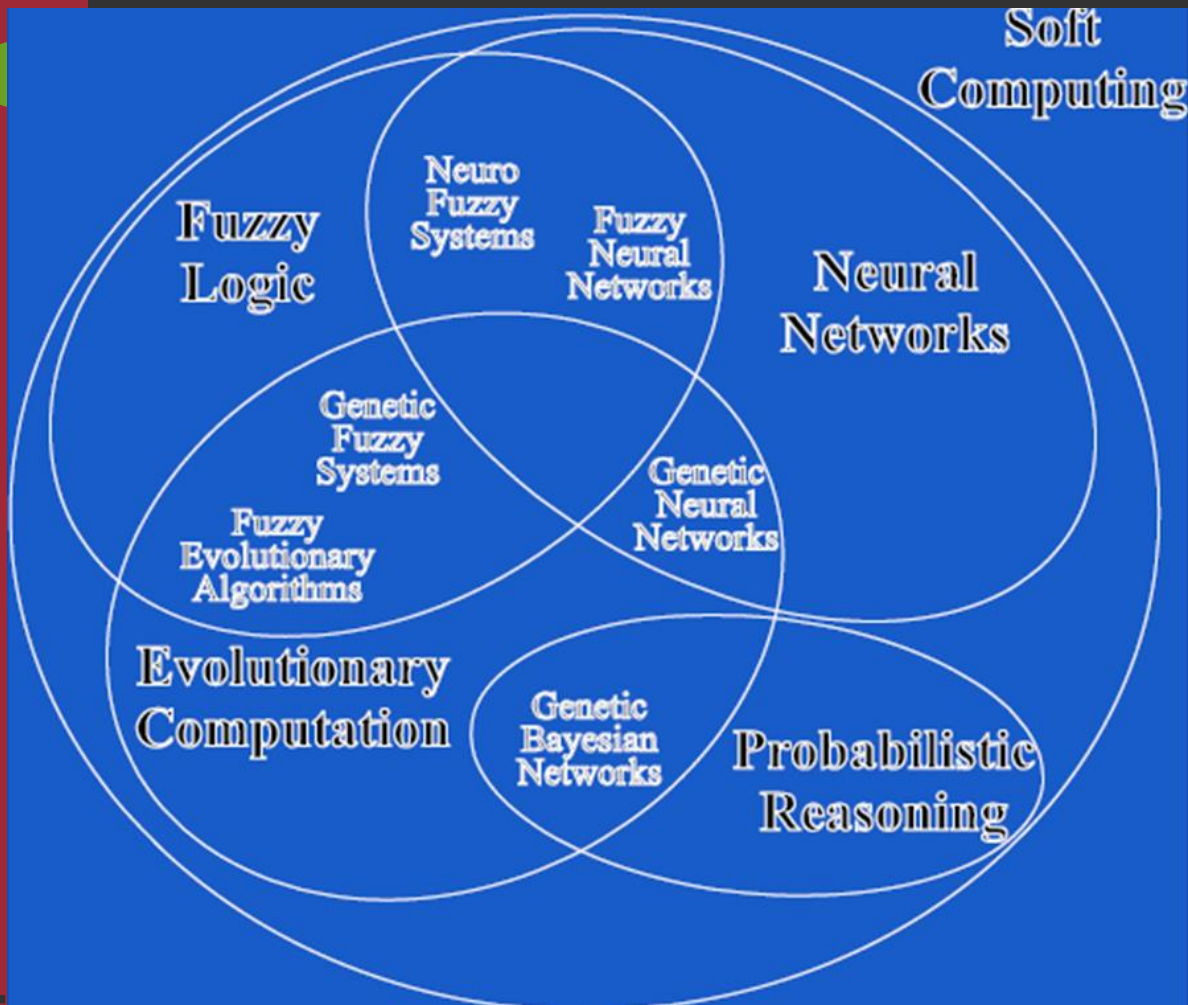 Soft
Computing
Fuzzy
Logic
Neuro
Fuzzy
Systems
Fuzzy
Neural
Networks
Neural
Networks
Genetic
Fuzzy
Systems
Fuzzy
Evolutionary
Algorithms
Genetic
Neural
Networks
Evolutionary
Computation
Genetic
Bayesian
Networks
Probabilistic
Reasoning